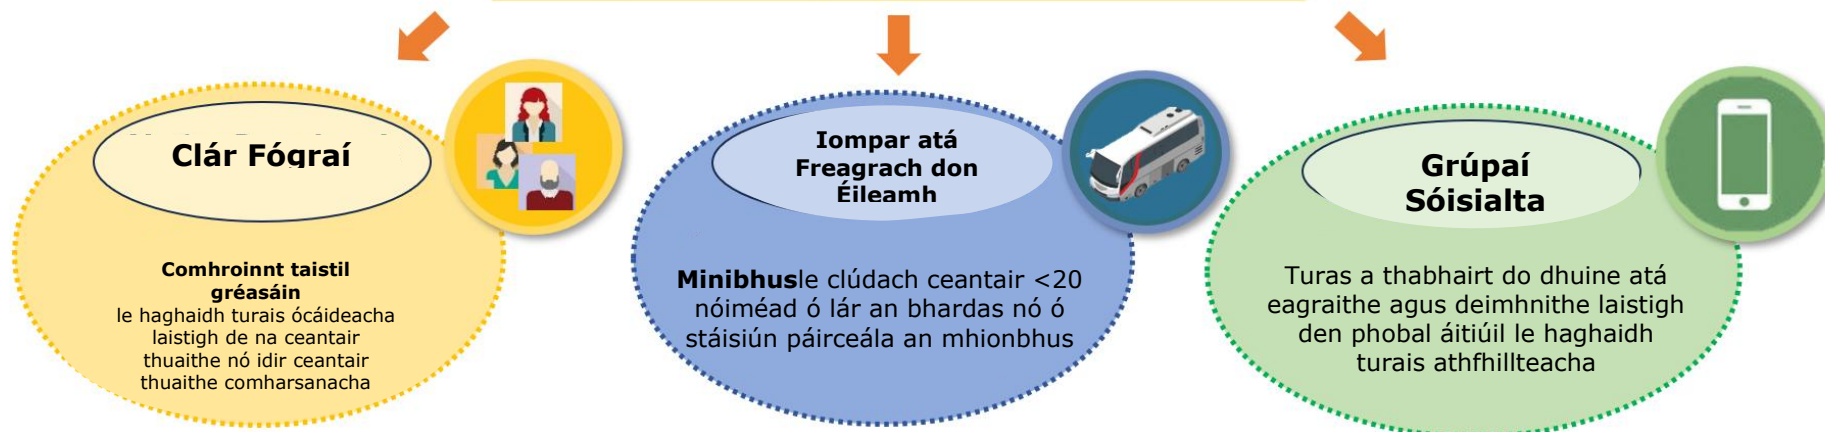 Clár Fógraí
Comhroinnt taistil
gréasáin
le haghaidh turais ócáideacha
laistigh de na ceantair
thuaithe nó idir ceantair
thuaithe comharsanacha
Iompar atá
Freagrach don
Éileamh
Minibhusle clúdach ceantair <20
nóiméad ó lár an bhardas nó ó
stáisiún páirceála an mhionbhus
Grúpaí
Sóisialta
Turas a thabhairt do dhuine atá
eagraithe agus deimhnithe laistigh
den phobal áitiúil le haghaidh
turais athfhillteacha